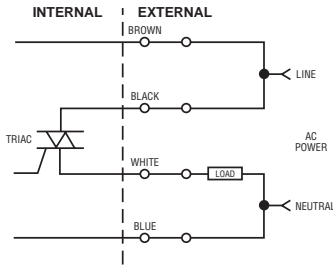 INTERNAL EXTERNAL
BROWN
LINE
BLACK
TRIAC
AC
POWER
WHITE
LOAD
NEUTRAL
BLUE